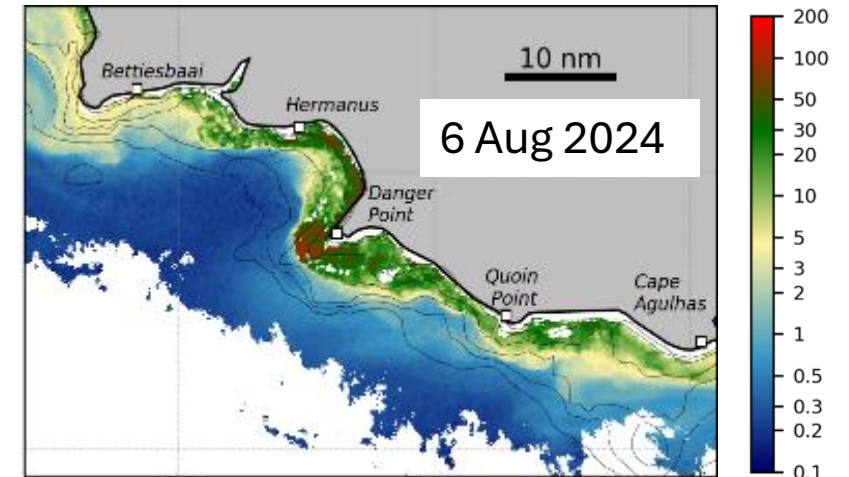 Bettiesbaai
10 nm
Hermanus
6 Aug 2024
Danger
Point
Quoin
Point
Cape
Agulhas
200
100
50
30
20
10
5
3
2
1
0.5
0.3
0.2
0.1